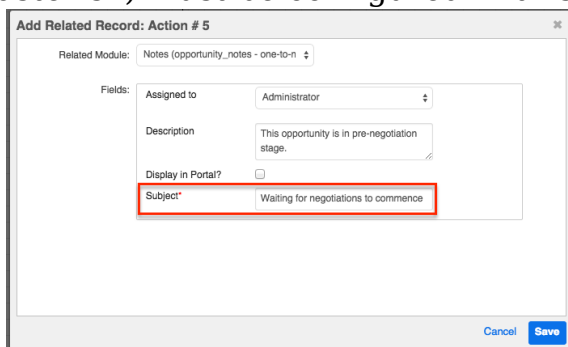 Add Related Record: Action # 5
Related Module: Notes (opportunity_notes - one-to-n
Fields:
Assigned to Administrator
Description This opportunity is in pre-negotiation
stage.
Display in Portal?
Subject* Waiting for negotiations to commence
Cancel Save